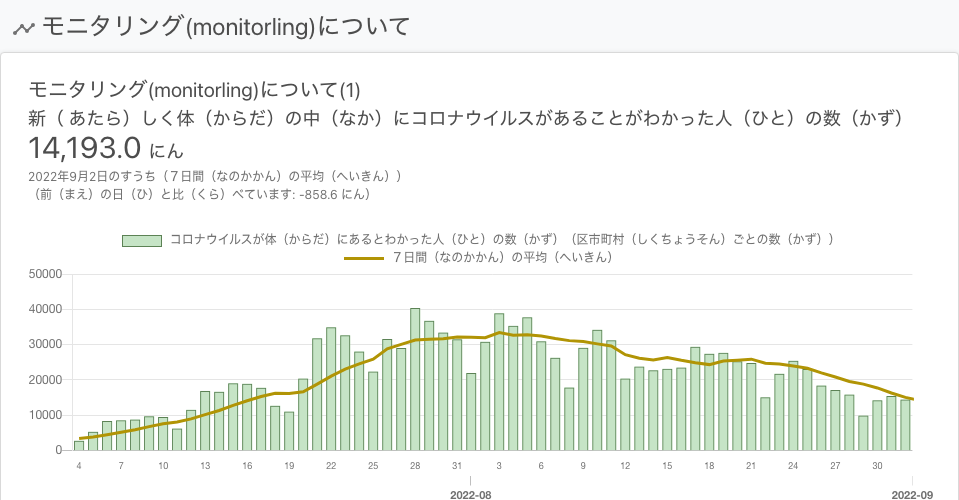 モニタリング(monitorling)について
モニタリング(monitorling)について(1)
新（ あたら）しく体（からだ）の中（なか）にコロナウイルスがあることがわかった人（ひと）の数（かず）
14,193.0 にん
2022年9月2日のすうち（７日間（なのかかん）の平均（へいきん））
（前（まえ）の日（ひ）と比（くら）べています: -858.6 にん）
コロナウイルスが体（からだ）にあるとわかった人（ひと）の数（かず）（区市町村（しくちょうそん）ごとの数（かず））
７日間（なのかかん）の平均（へいきん）
50000
40000
30000
20000
10000
0
4 7 10 13 16 19 22 25 28 31 3 6 9 12 15 18 21 24 27 30
2022-08 2022-09